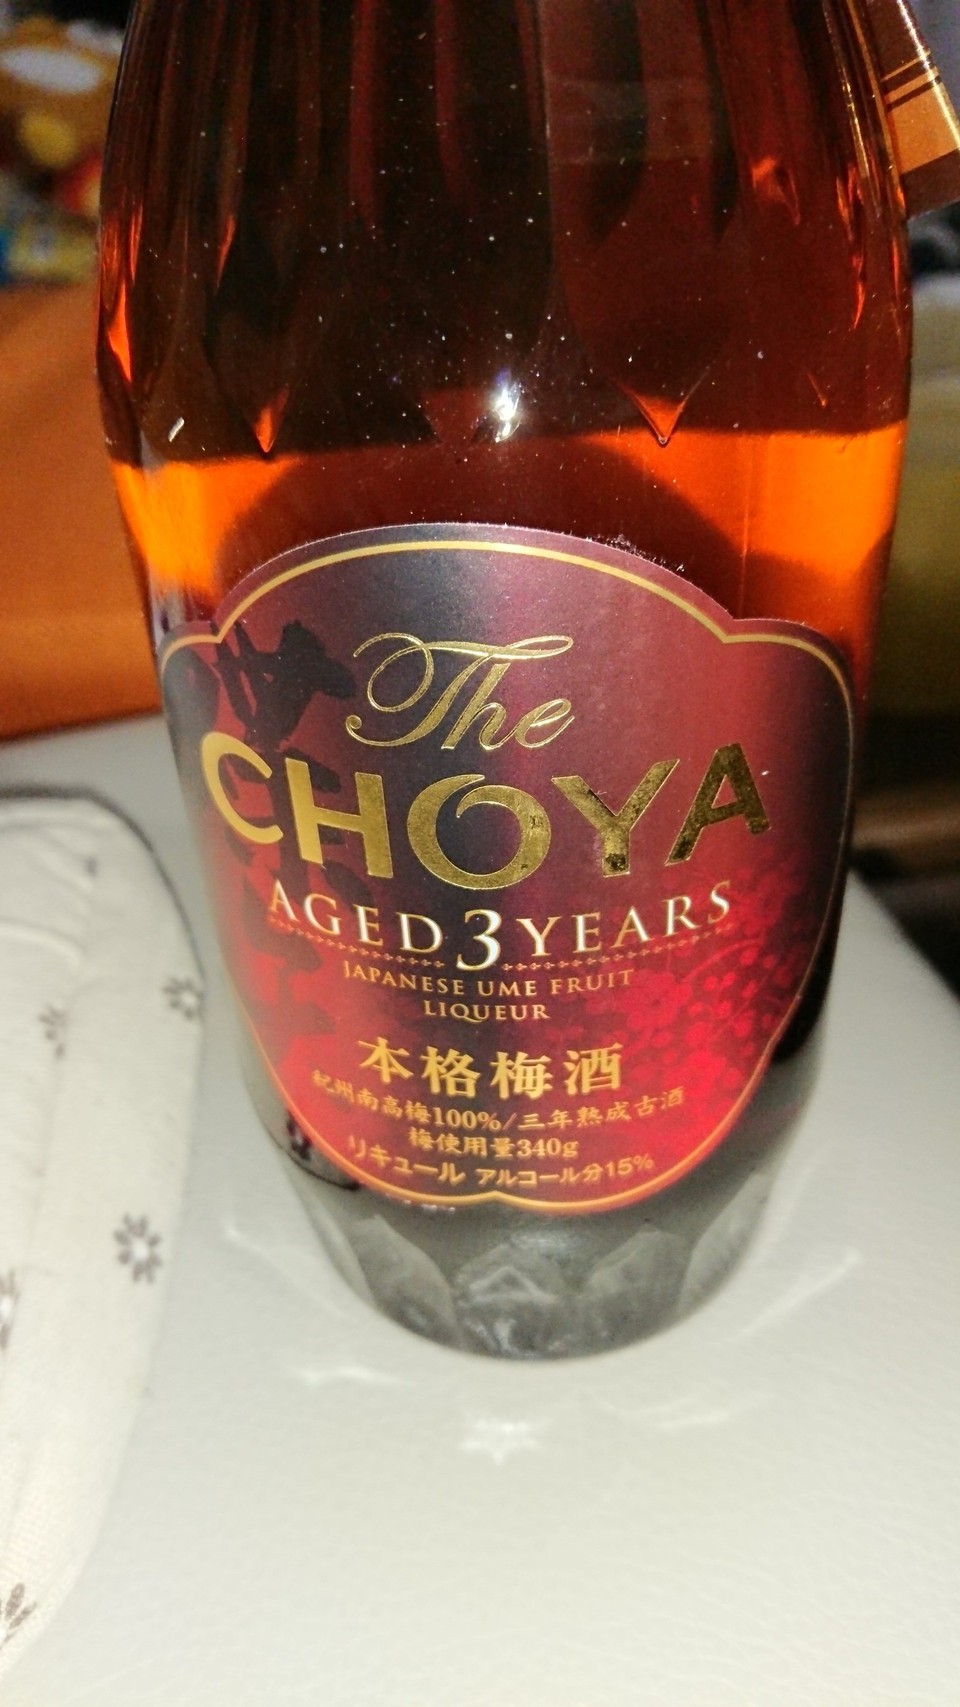 The
CHOYA
AGED 3 YEARS
JAPANESE UME FRUIT
LIQUEUR
本格梅酒
紀州南高梅100%/三年熟成古酒
梅使用量340g
リキュール アルコール分15%